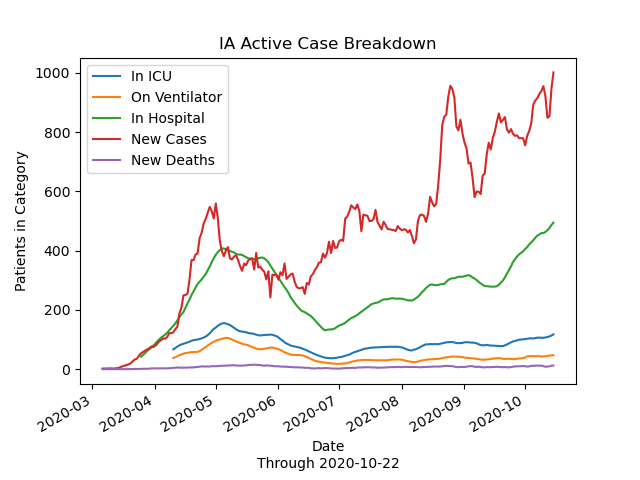 IA Active Case Breakdown
In ICU
On Ventilator
In Hospital
New Cases
New Deaths
Patients in Category
1000
800
600
400
200
0
2020-03
2020-04
2020-05
2020-06
2020-07
2020-08
2020-09
2020-10
Date
Through 2020-10-22